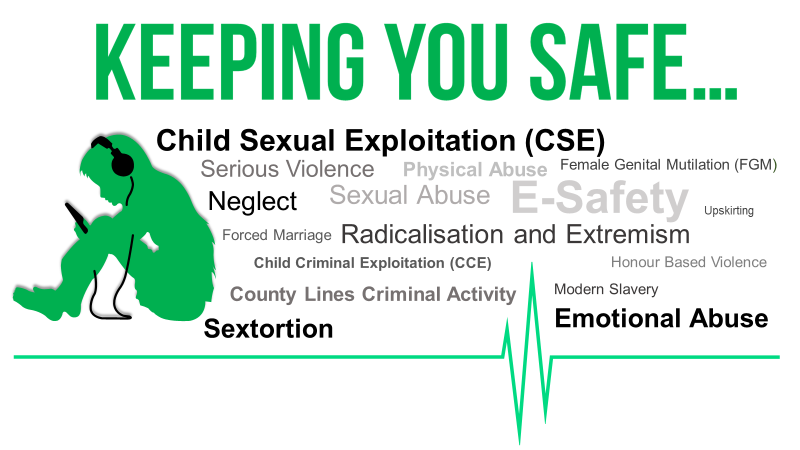 KEEPING YOU SAFE...
Child Sexual Exploitation (CSE)
Serious Violence
Physical Abuse
Female Genital Mutilation (FGM)
Neglect
Sexual Abuse
E-Safety
Upskirting
Forced Marriage
Radicalisation and Extremism
Child Criminal Exploitation (CCE)
Honour Based Violence
County Lines Criminal Activity
Modern Slavery
Sextortion
Emotional Abuse